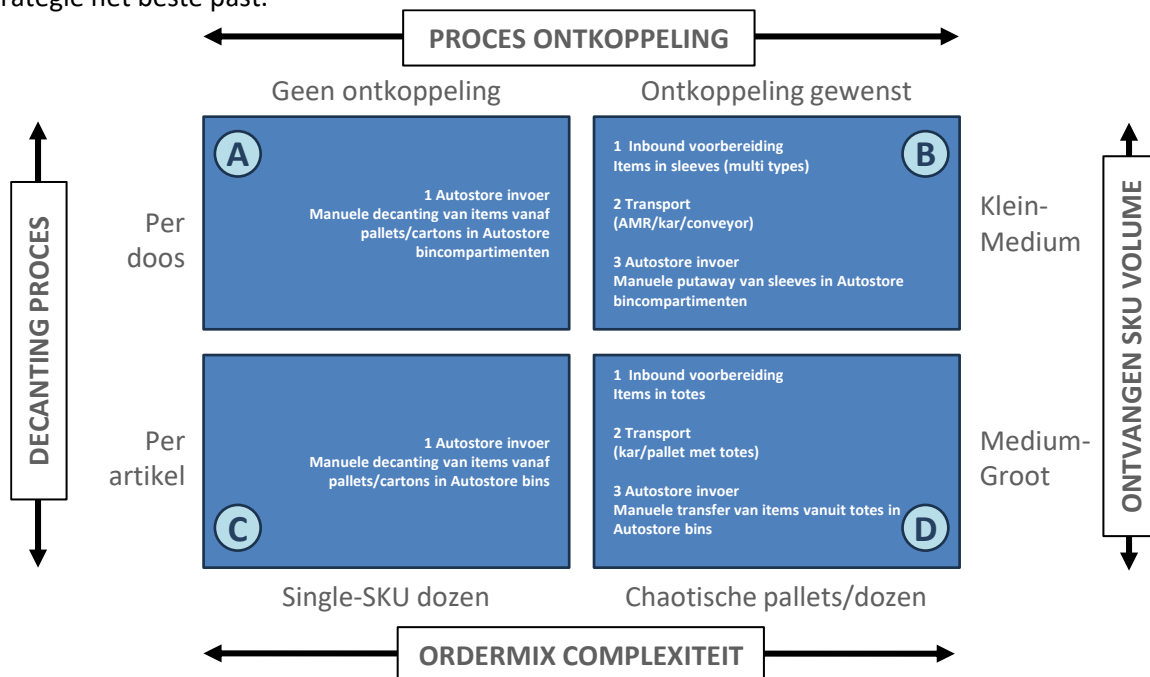 PROCES ONTKOPPELING
Geen ontkoppeling
Ontkoppeling gewenst
DECANTING PROCES
Per
doos
A
1 Autostore invoer
Manuele decanting van items vanaf
pallets/cartons in Autostore
bincompartimenten
B
1 Inbound voorbereiding
Items in sleeves (multi types)
2 Transport
(AMR/kar/conveyor)
3 Autostore invoer
Manuele putaway van sleeves in Autostore
bincompartimenten
Klein-
Medium
ONTVANGEN SKU VOLUME
Per
artikel
1 Autostore invoer
Manuele decanting van items vanaf
pallets/cartons in Autostore bins
C
1 Inbound voorbereiding
Items in totes
2 Transport
(kar/pallet met totes)
3 Autostore invoer
Manuele transfer van items vanuit totes in
Autostore bins
D
Medium-
Groot
Single-SKU dozen
Chaotische pallets/dozen
ORDERMIX COMPLEXITEIT